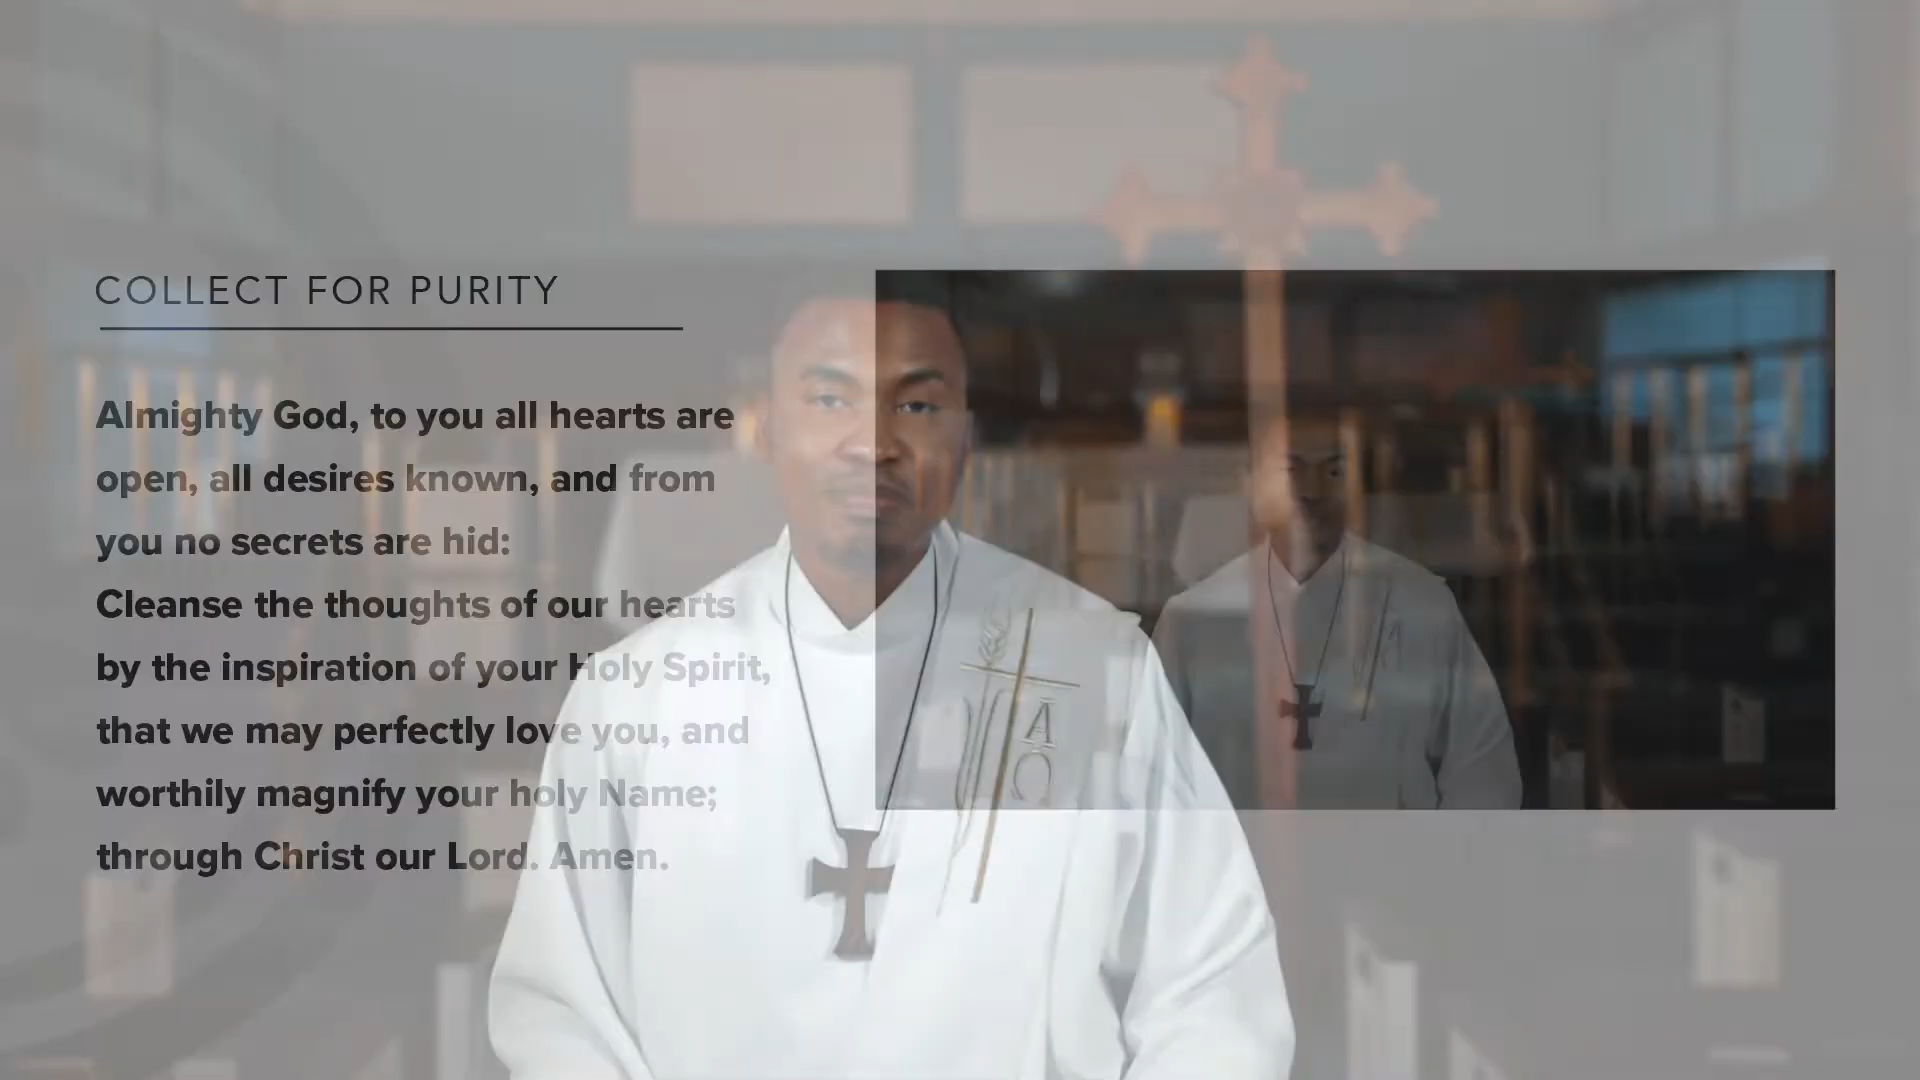 COLLECT FOR PURITY
Almighty God, to you all hearts are
open, all desires known, and from
you no secrets are hid:
Cleanse the thoughts of our hearts
by the inspiration of your Holy Spirit,
that we may perfectly love you, and
worthily magnify your holy Name;
through Christ our Lord. Amen.
Α
Ω